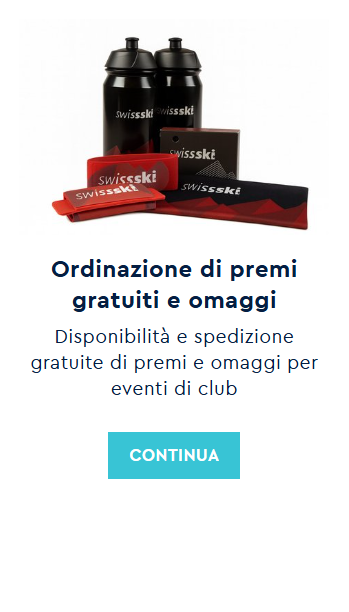 swissski
swissski
swissski
swissski
swissski
swissski
Ordinazione di premi
gratuiti e omaggi
Disponibilità e spedizione
gratuite di premi e omaggi per
eventi di club
CONTINUA